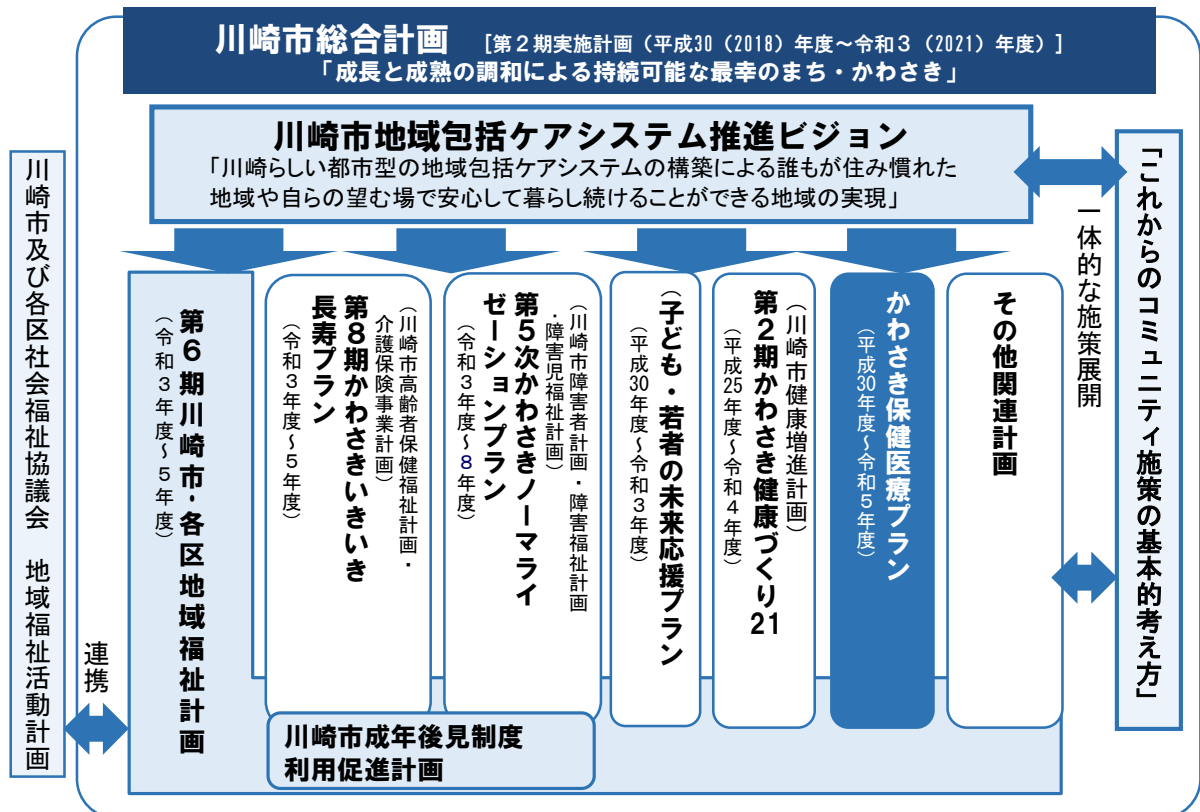 川崎市総合計画 [第2期実施計画(平成30(2018)年度~令和3(2021)年度)]
「成長と成熟の調和による持続可能な最幸のまち・かわさき」
川崎市地域包括ケアシステム推進ビジョン
「川崎らしい都市型の地域包括ケアシステムの構築による誰もが住み慣れた
地域や自らの望む場で安心して暮らし続けることができる地域の実現」
「これからのコミュニティ施策の基本的考え方」
一体的な施策展開
その他関連計画
かわさき保健医療プラン
(平成30年度~令和5年度)
(川崎市健康増進計画)
第2期かわさき健康づくり21
(平成25年度~令和4年度)
(子ども・若者の未来応援プラン
(平成30年度~令和3年度)
(川崎市障害者計画・障害福祉計画
・障害児福祉計画)
第5次かわさきノーマライ
ゼーションプラン
(令和3年度~8年度)
(川崎市高齢者保健福祉計画・
介護保険事業計画)
第8期かわさきいきいき
長寿プラン
(令和3年度~5年度)
第6期川崎市・各区地域福祉計画
(令和3年度~5年度)
川崎市成年後見制度
利用促進計画
連携
川崎市及び各区社会福祉協議会 地域福祉活動計画